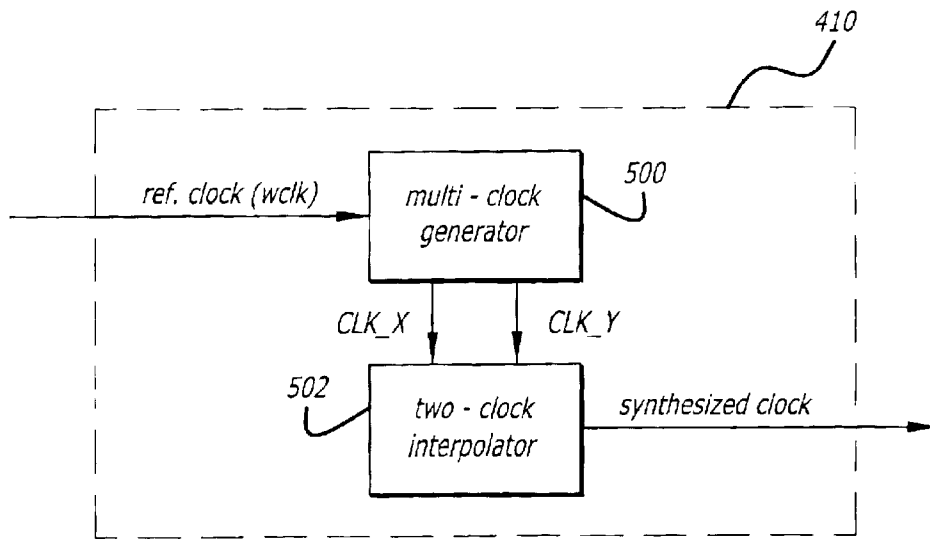 410
ref. clock (wclk)
multi - clock
generator
500
CLK_X
CLK_Y
502
two - clock
interpolator
synthesized clock